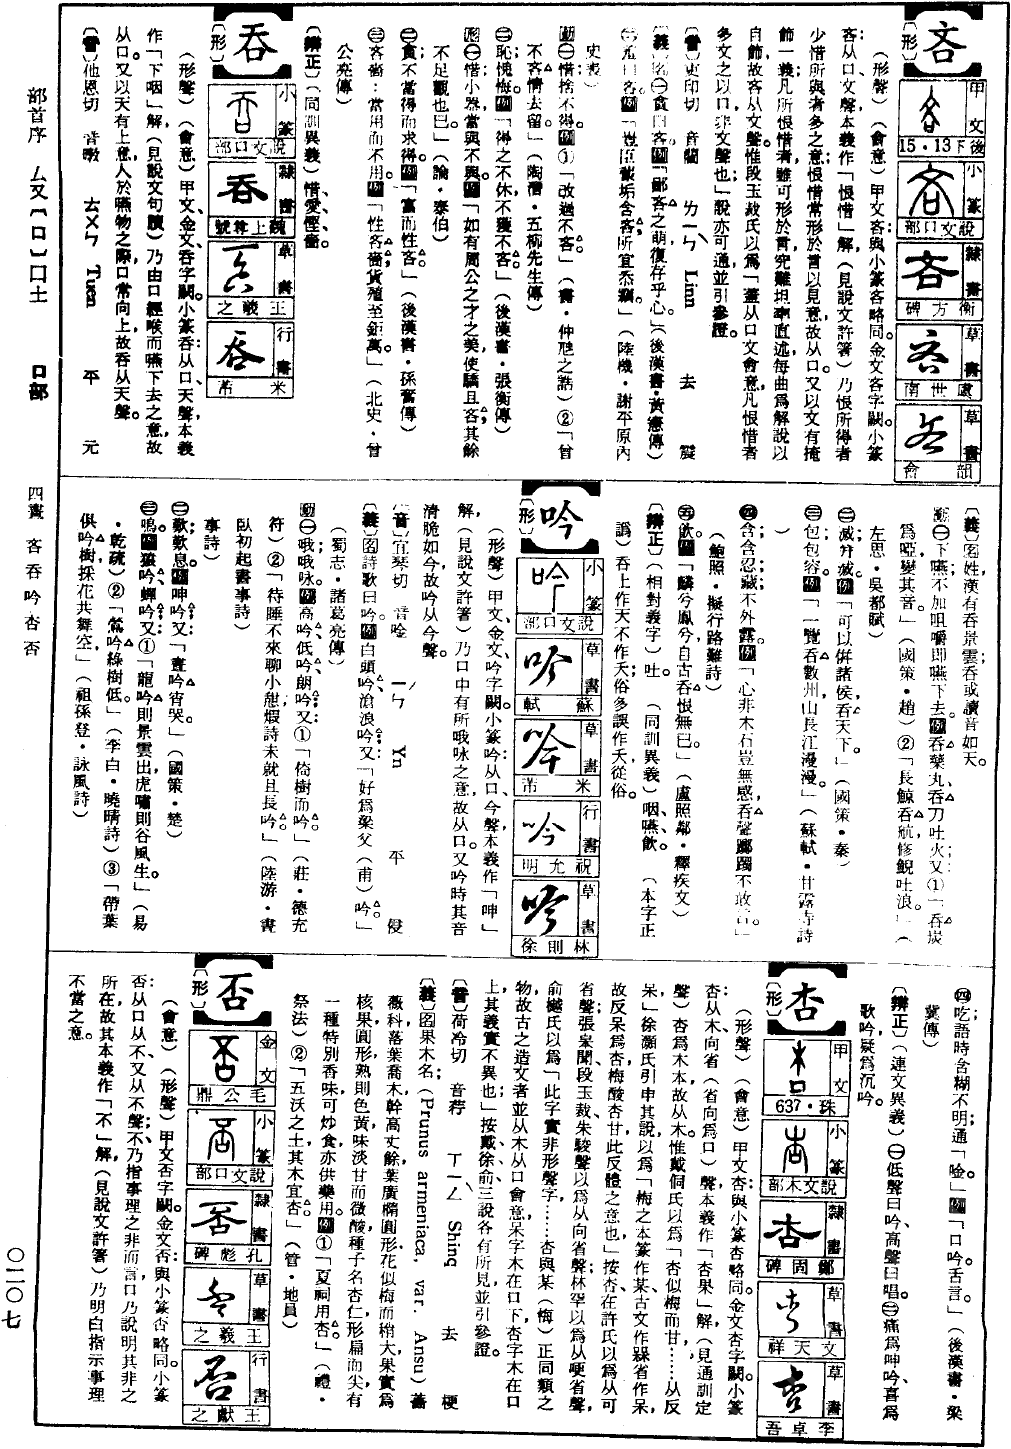 吝
〔形〕
甲文 後下13・15
小篆 說文口部
隸書 衡方碑
草書 虞世南
草書 韻會
（形聲）（會意）甲文吝與小篆吝略同。金文吝字闕。小篆
吝从口、文聲，本義作「恨惜」解（見說文許箸）乃恨所得者
少惜所與者多之意；恨惜常形於言以見意，故从口。又以文有掩
飾一義，凡所恨惜者，雖可形於言，究難坦率直述，每曲爲解說以
自飾，故吝从文聲。惟段玉裁氏以爲「蓋从口文會意，凡恨惜者
多文之以口，非文聲也」說亦可通，並引參證。
〔音〕吏印切 音藺 ㄌㄧㄣˋ Linn 去 震
〔義〕名㊀貪曰吝。例「鄙吝之萌，復存乎心。」（後漢書・黃憲傳）
史表）
動㊀惜捨不得。例①「改過不吝。」（書・仲虺之誥）②「曾
不吝情去留。」（陶潛・五柳先生傳）
㊁恥；愧悔。例「得之不休，不獲不吝。」（後漢書・張衡傳）
形㊀惜；小器；當與不與。例「如有周公之才之美，使驕且吝，其餘
不足觀也已。」（論・泰伯）
㊁貪；不當得而求得。例「富而性吝。」（後漢書・孫奮傳）
㊂吝嗇：當用而不用。例「性吝嗇，貨殖至鉅萬。」（北史・曾
公亮傳）
〔辨正〕（同訓異義）惜、愛、慳、嗇。
吞
〔形〕
小篆 說文口部
隸書 魏上尊號
草書 王羲之
行書 米芾
（形聲）（會意）甲文、金文吞字闕。小篆吞：从口、天聲，本義
作「下咽」解（見說文句讀）乃由口經喉而嚥下去之意，故
从口。又以天有上意，人於嚥物之際口常向上，故吞从天聲。
〔音〕他恩切 音暾 ㄊㄨㄣ Tuen 平 元
〔義〕名姓，漢有吞景雲。吞或讀音如天。
動㊀下嚥；不加咀嚼即嚥下去。例吞藥丸、吞刀吐火又①「吞炭
爲啞，變其音。」（國策・趙）②「長鯨吞航，修鯢吐浪。」（
左思・吳都賦）
㊁滅；幷滅。例「可以併諸侯，吞天下。」（國策・秦）
㊂包；包容。例「一覽吞數州，山長江漫漫。」（蘇軾・甘露寺詩
）
㊃含；含忍；藏不外露。例「心非木石豈無感，吞聲躑躅不敢言。」
（鮑照・擬行路難詩）
㊄飲。例「麟兮鳳兮，自古吞恨無已。」（盧照鄰・釋疾文）
〔辨正〕（相對義字）吐。（同訓異義）咽、嚥、飲。（本字正
譌）吞上作天，不作夭，俗多誤作夭，從俗。
吟
〔形〕
小篆 說文口部
草書 蘇軾
草書 米芾
行書 祝允明
草書 林則徐
（形聲）甲文、金文、吟字闕。小篆吟：从口、今聲，本義作「呻」
解（見說文許箸）乃口中有所哦咏之意，故从口。又吟時其音
清脆如今，故吟从今聲。
〔音〕宜琴切 音唫 ㄧㄣˊ Yn 平 侵
〔義〕名詩歌曰吟。例白頭吟、滄浪吟又「好爲梁父（甫）吟。」
（蜀志・諸葛亮傳）
動㊀哦；哦咏。例高吟、低吟、朗吟又：①「倚樹而吟。」（莊・德充
符）②「待睡不來聊小憩，煆詩未就且長吟。」（陸游・晝
臥初起書事詩）
㊁歎；歎息。例呻吟又「晝吟宵哭。」（國策・楚）
㊂鳴。例猿吟、蟬吟又：①「龍吟則景雲出，虎嘯則谷風生。」（易
・乾疏）②「鶯吟綠樹低。」（李白・曉晴詩）③「帶葉
俱吟樹，採花共舞空。」（祖孫登・詠風詩）
㊃吃；語時含糊不明；通「唫」例「口吟舌言。」（後漢書・梁
冀傳）
〔辨正〕（連文異義）㊀低聲曰吟，高聲曰唱。㊁痛爲呻吟，喜爲
歌吟，疑爲沉吟。
杏
〔形〕
甲文 珠・637
小篆 說文木部
隸書 鄭固碑
草書 文天祥
草書 李卓吾
（形聲）（會意）甲文杏：與小篆杏略同。金文杏字闕。小篆
杏从木、向省（省向爲口）聲，本義作「杏果」解（見通訓定
聲）杏爲木本，故从木。惟戴侗氏以爲「杏似梅而甘……从反
呆」徐灝氏引申其說以爲「梅之本篆作某，古文作槑，省作呆，
故反呆爲杏，梅酸杏甘，此反體之意也」按杏在許氏以爲从可
省聲，張杲聞、段玉裁、朱駿聲以爲从向省聲，林罕以爲从哽省聲，
俞樾氏以爲「此字實非形聲字……杏與某（梅）正同類之
物，故古之造文者並从木从口會意，呆字木在口下，杏字木在口
上，其義實不異也」按戴徐俞三說各有所見，並引參證。
〔音〕荷冷切 音荇 ㄒㄧㄥˋ Shing 去 梗
〔義〕名果木名（Prunus armeniaca, var. Ansu）薔
薇科，落葉喬木，幹高丈餘，葉廣橢圓形，花似梅而稍大，果實爲
核果，圓形，熟則色黃，味淡甘而微酸，種子名杏仁，形扁而尖，有
一種特別香味，可炒食，亦供藥用。例①「夏祠用杏。」（禮・
祭法）②「五沃之土，其木宜杏。」（管・地員）
否
〔形〕
金文 毛公鼎
小篆 說文口部
隸書 孔彪碑
草書 王羲之
行書 王獻之
（會意）（形聲）甲文否字闕。金文否：與小篆否略同。小篆
否：从口从不，又从不聲；不乃指事理之非而言，口乃說明其非之
所在，故其本義作「不」解（見說文許箸）乃明白指示事理
不當之意。
部首序 厶又〔口〕囗土 口部 四畫 吝吞吟杏否 〇二〇七